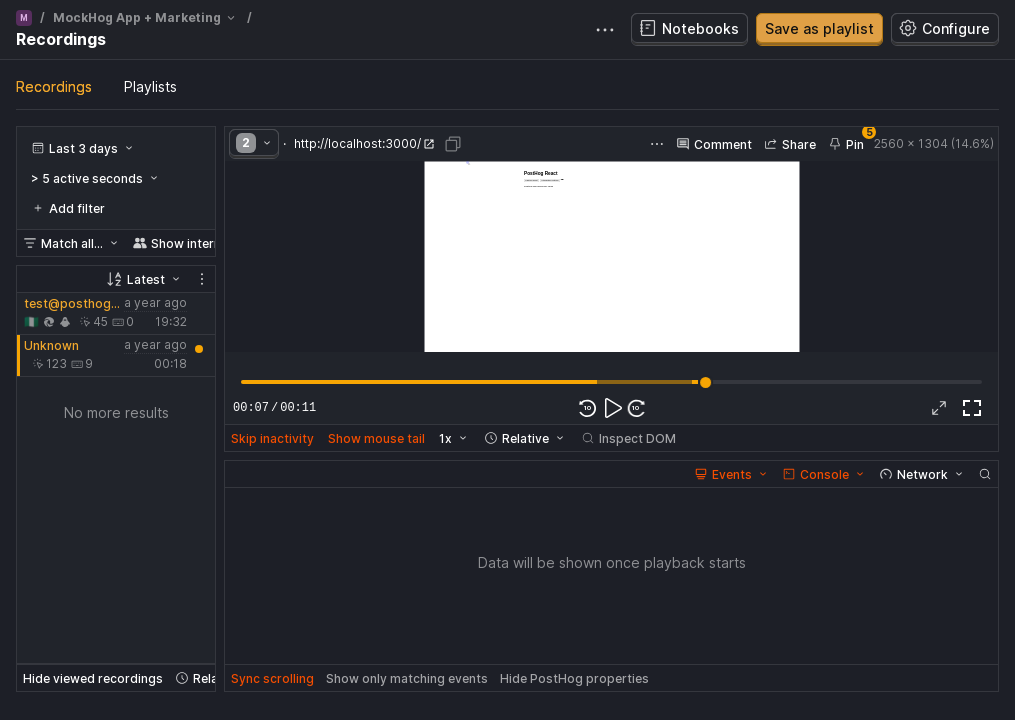 M / MockHog App + Marketing /
Recordings
Notebooks
Save as playlist
Configure
Recordings
Playlists
Last 3 days
> 5 active seconds
+ Add filter
Match all...
Show inter
Latest
test@posthog... a year ago
45 0 19:32
Unknown a year ago
123 9 00:18
No more results
Hide viewed recordings
Rela
2 · http://localhost:3000/
Comment
Share
Pin
5
2560 × 1304 (14.6%)
PostHog React
00:07 / 00:11
10
10
Skip inactivity
Show mouse tail
1x
Relative
Inspect DOM
Events
Console
Network
Data will be shown once playback starts
Sync scrolling
Show only matching events
Hide PostHog properties